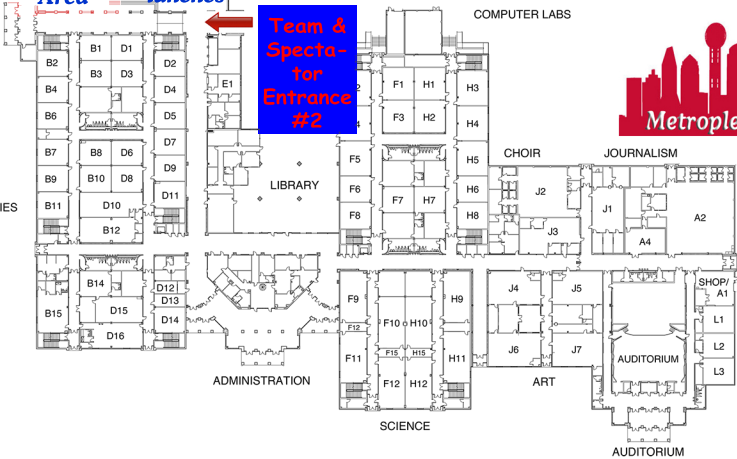 Area
lunches
COMPUTER LABS
Team &
Specta-
tor
Entrance
#2
B1
D1
B2
B3
D3
D2
B4
D4
B6
D5
E1
F1
H1
H3
F3
H2
H4
B7
B8
D6
D7
B9
B10
D8
D9
B11
D10
D11
B12
LIBRARY
F5
F6
F7
H7
F8
H5
H6
H8
CHOIR
JOURNALISM
Metrople
J2
J3
J1
A4
A2
IES
B14
D12
D13
B15
D15
D14
D16
ADMINISTRATION
F9
F12
F10
H10
H9
F11
F15
H15
H11
F12
H12
SCIENCE
J4
J5
J6
J7
ART
SHOP/
A1
L1
L2
L3
AUDITORIUM
AUDITORIUM